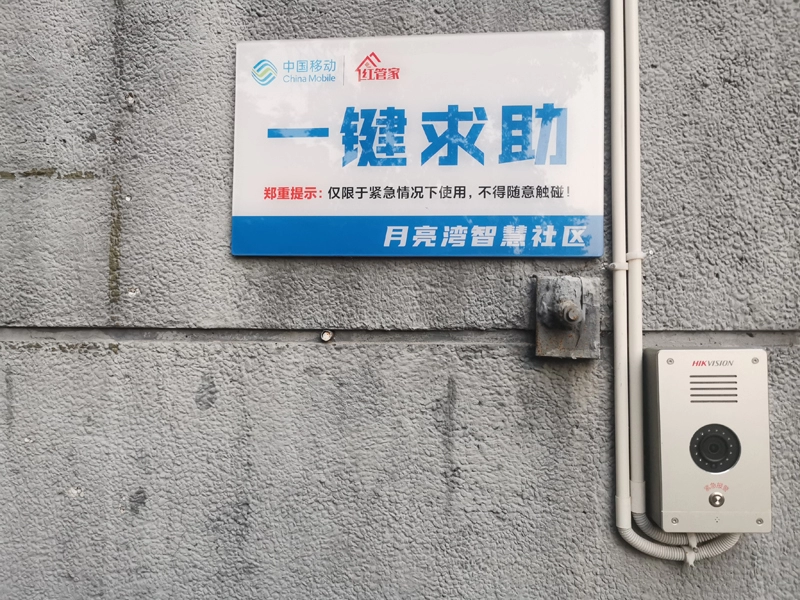 中国移动
China Mobile
红管家
一键求助
郑重提示：仅限于紧急情况下使用，不得随意触碰！
月亮湾智慧社区
HIKVISION